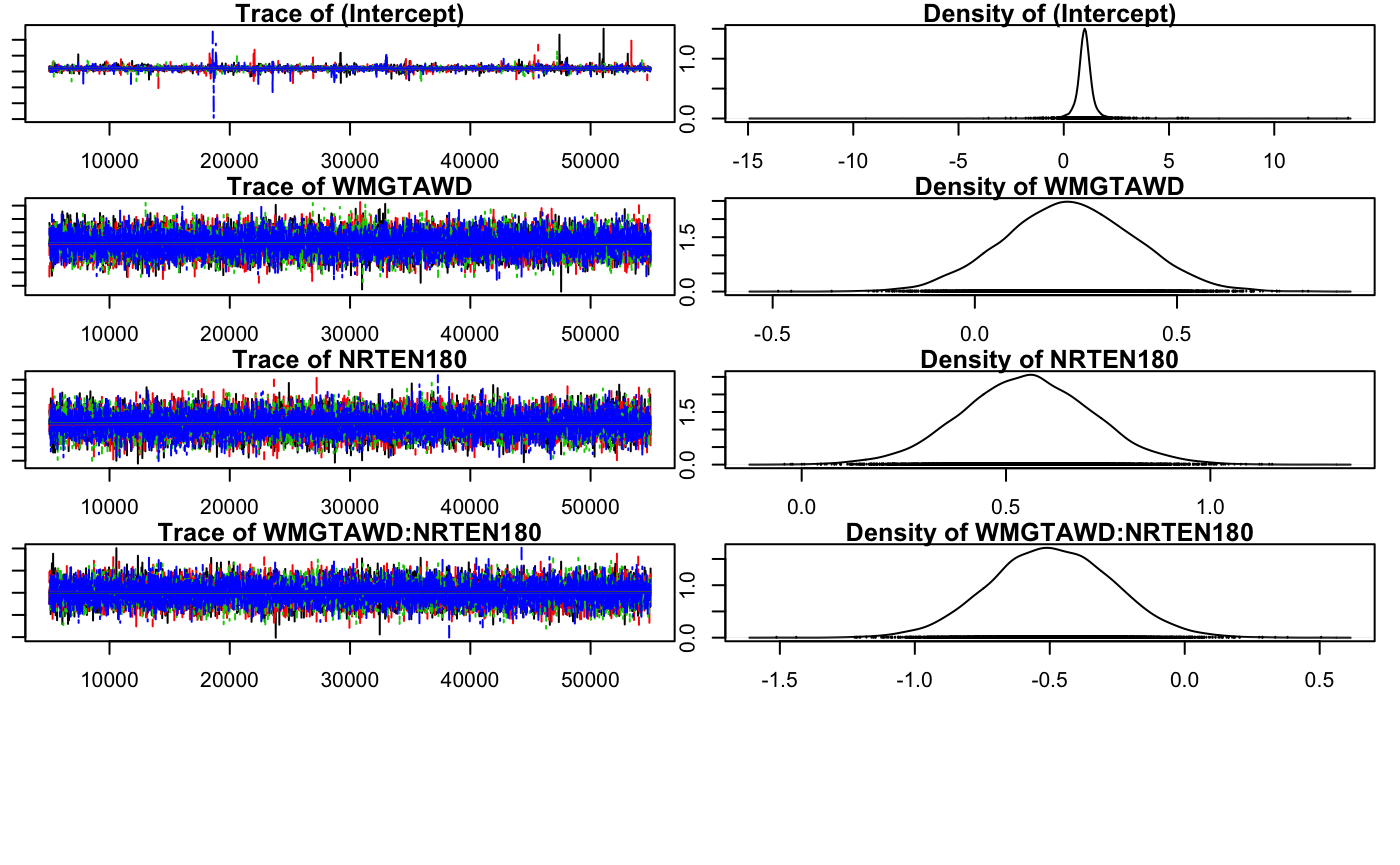 Trace of (Intercept)
Density of (Intercept)
0.0 1.0
10000 20000 30000 40000 50000
-15 -10 -5 0 5 10
Trace of WMGTAWD
Density of WMGTAWD
0.0 1.5
10000 20000 30000 40000 50000
-0.5 0.0 0.5
Trace of NRTEN180
Density of NRTEN180
0.0 1.5
10000 20000 30000 40000 50000
0.0 0.5 1.0
Trace of WMGTAWD:NRTEN180
Density of WMGTAWD:NRTEN180
0.0 1.0
10000 20000 30000 40000 50000
-1.5 -1.0 -0.5 0.0 0.5